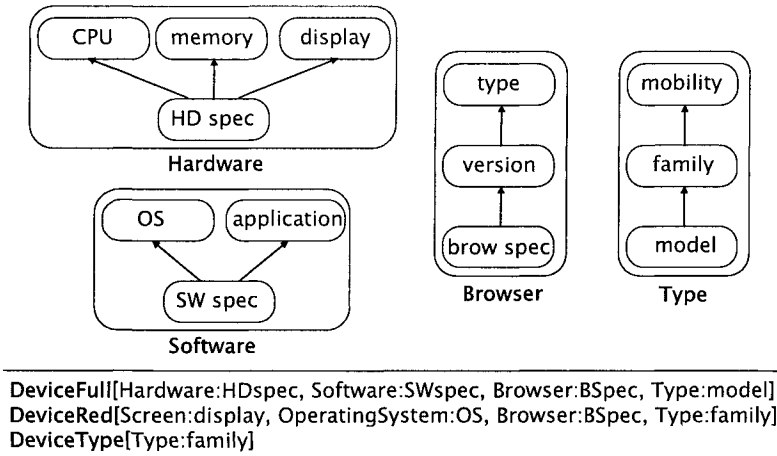 CPU memory display
HD spec
Hardware
OS application
SW spec
Software
type
version
brow spec
Browser
mobility
family
model
Type
DeviceFull[Hardware:HDspec, Software:SWspec, Browser:BSpec, Type:model]
DeviceRed[Screen:display, OperatingSystem:OS, Browser:BSpec, Type:family]
DeviceType[Type:family]